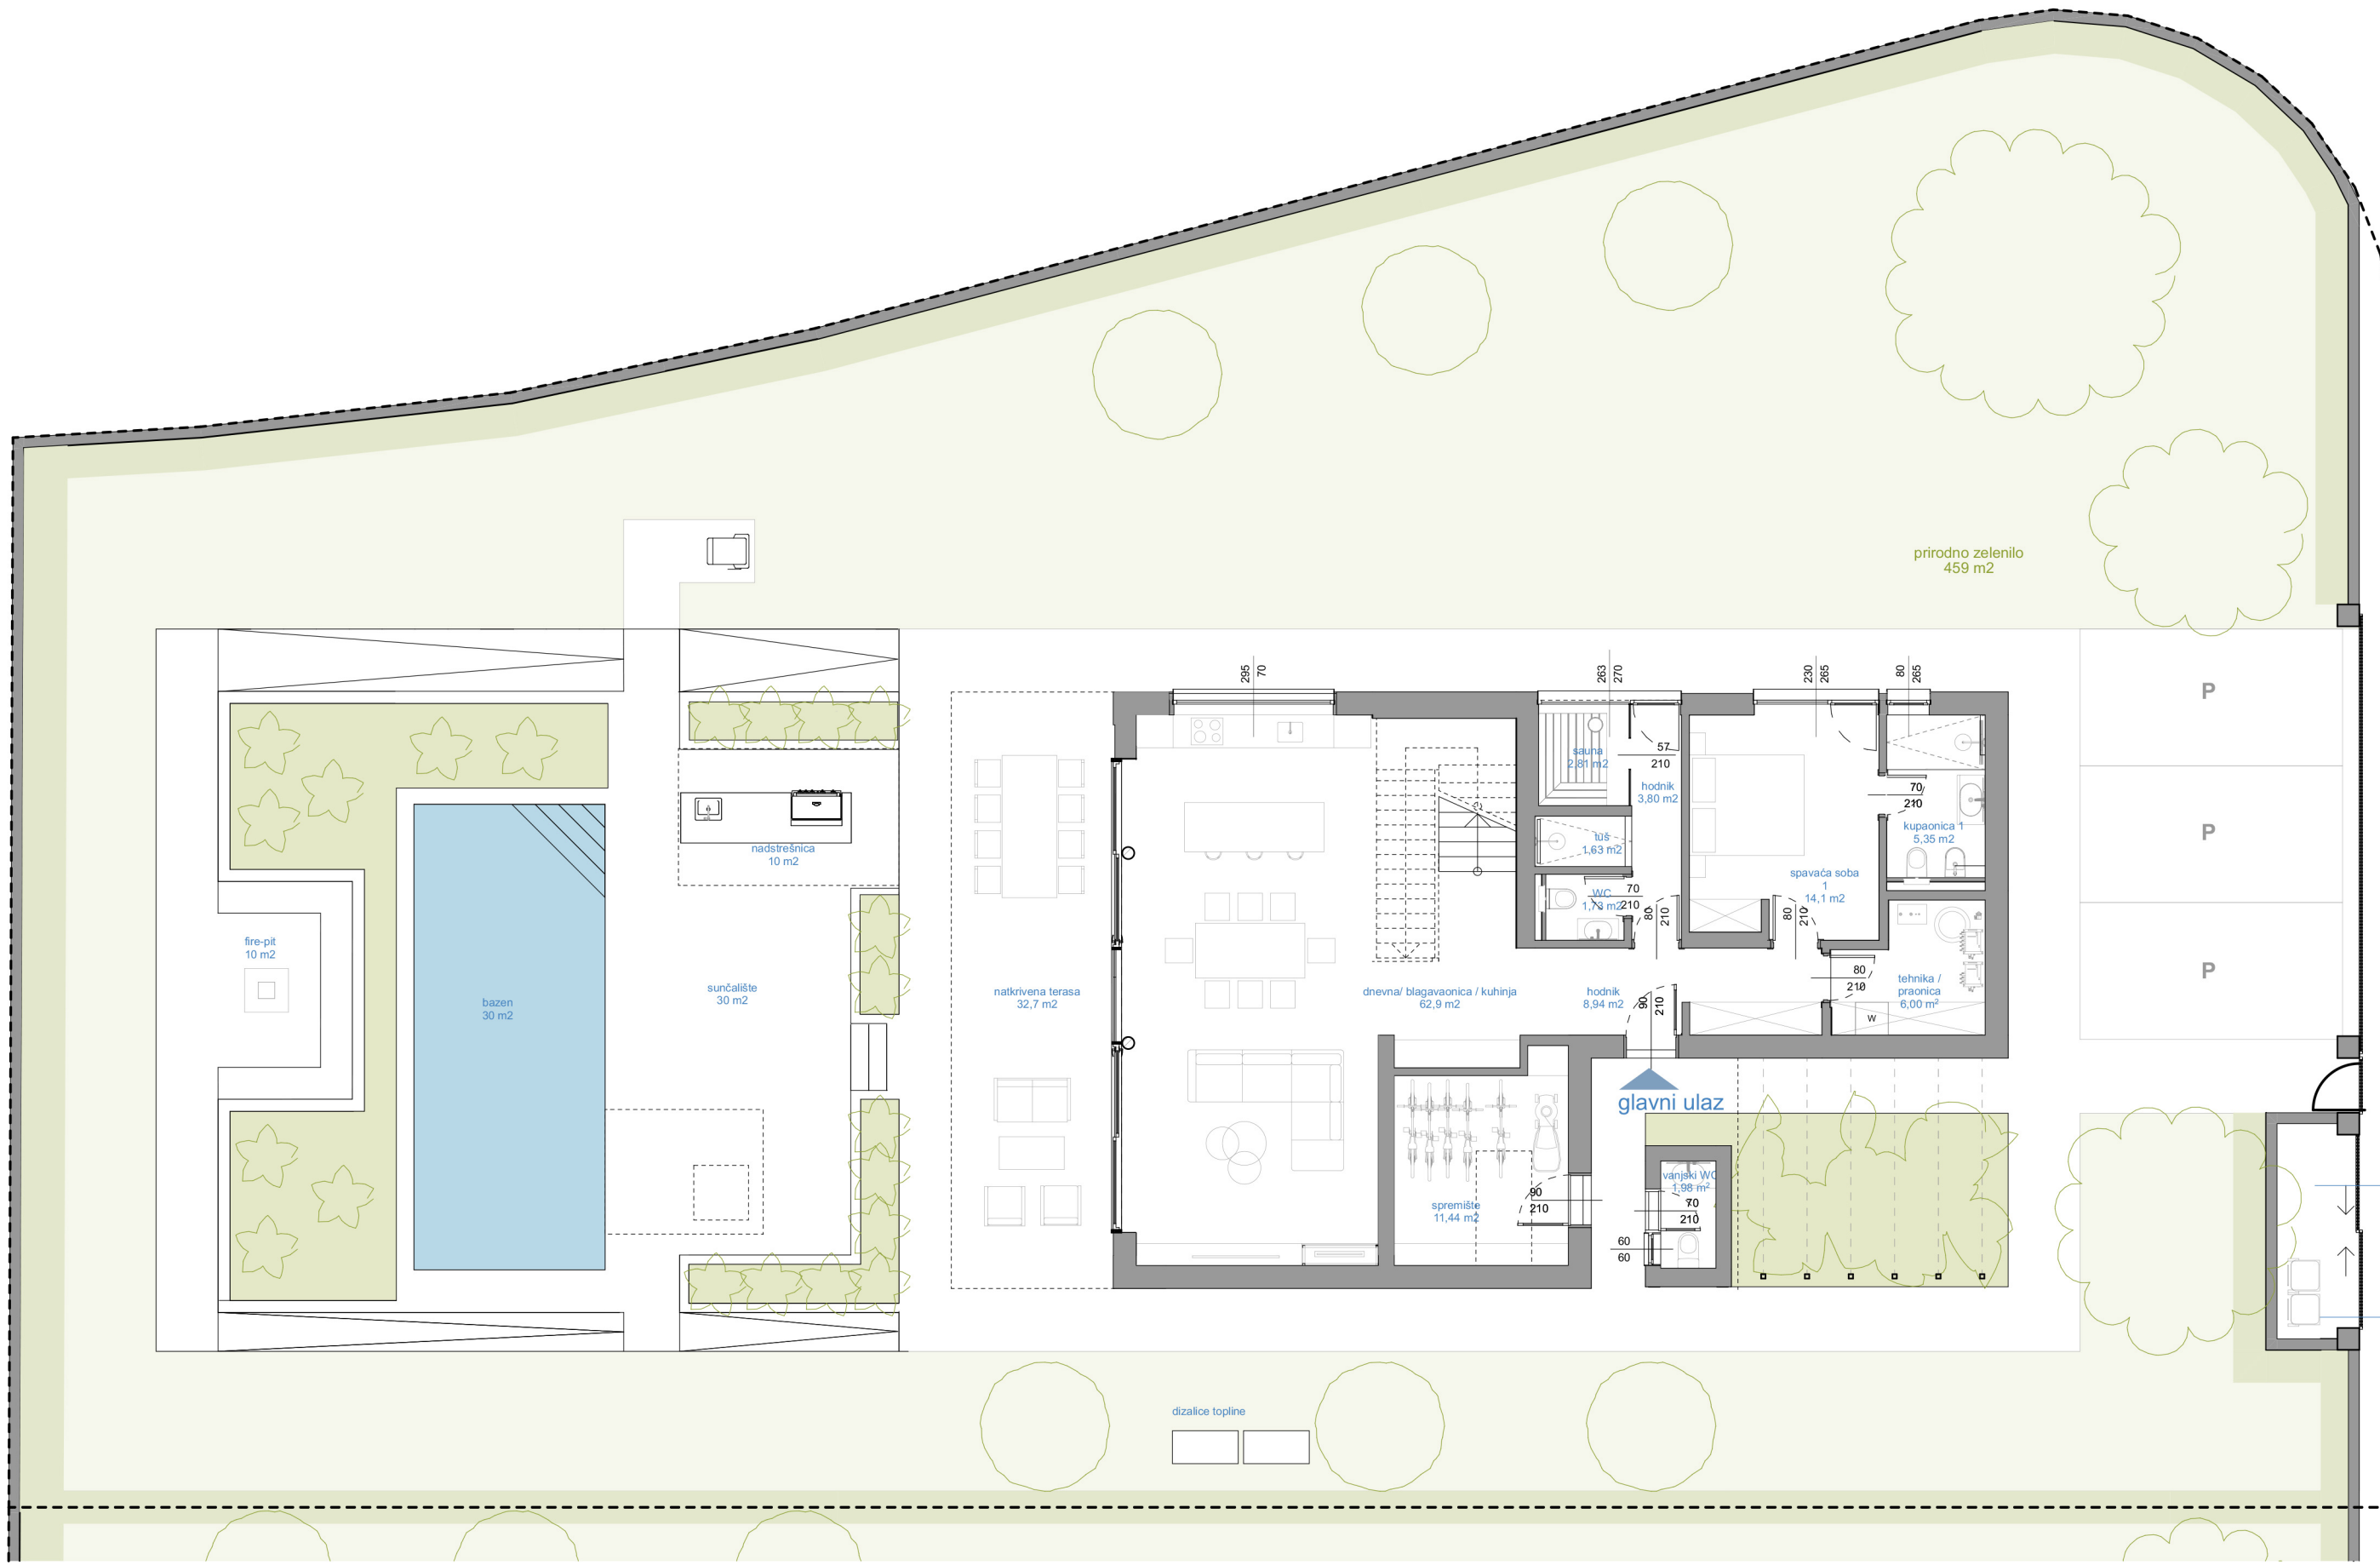 prirodno zelenilo
459 m2
295
70
263
270
230
265
80
265
P
P
P
sauna
2,81 m2
57
210
hodnik
3,80 m2
70
210
kupaonica 1
5,35 m2
tuš
1,63 m2
nadstrešnica
10 m2
spavaća soba
1
14,1 m2
WC
1,73 m2
70
210
80
210
80
210
fire-pit
10 m2
bazen
30 m2
sunčalište
30 m2
natkrivena terasa
32,7 m2
dnevna/ blagavaonica / kuhinja
62,9 m2
hodnik
8,94 m2
90
210
80
210
tehnika /
praonica
6,00 m²
W
glavni ulaz
vanjski WC
1,98 m²
70
210
60
60
spremište
11,44 m2
90
210
dizalice topline